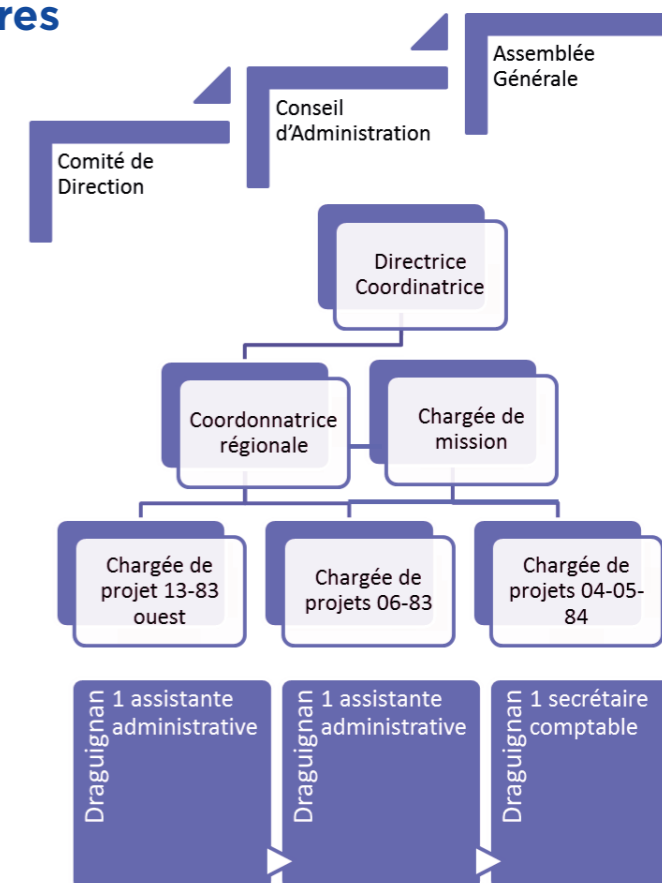 res
Assemblée
Générale
Conseil
d'Administration
Comité de
Direction
Directrice
Coordinatrice
Coordonnatrice
régionale
Chargée de
mission
Chargée de
projet 13-83
ouest
Chargée de
projets 06-83
Chargée de
projets 04-05-
84
Draguignan
1 assistante
administrative
Draguignan
1 assistante
administrative
Draguignan
1 secrétaire
comptable